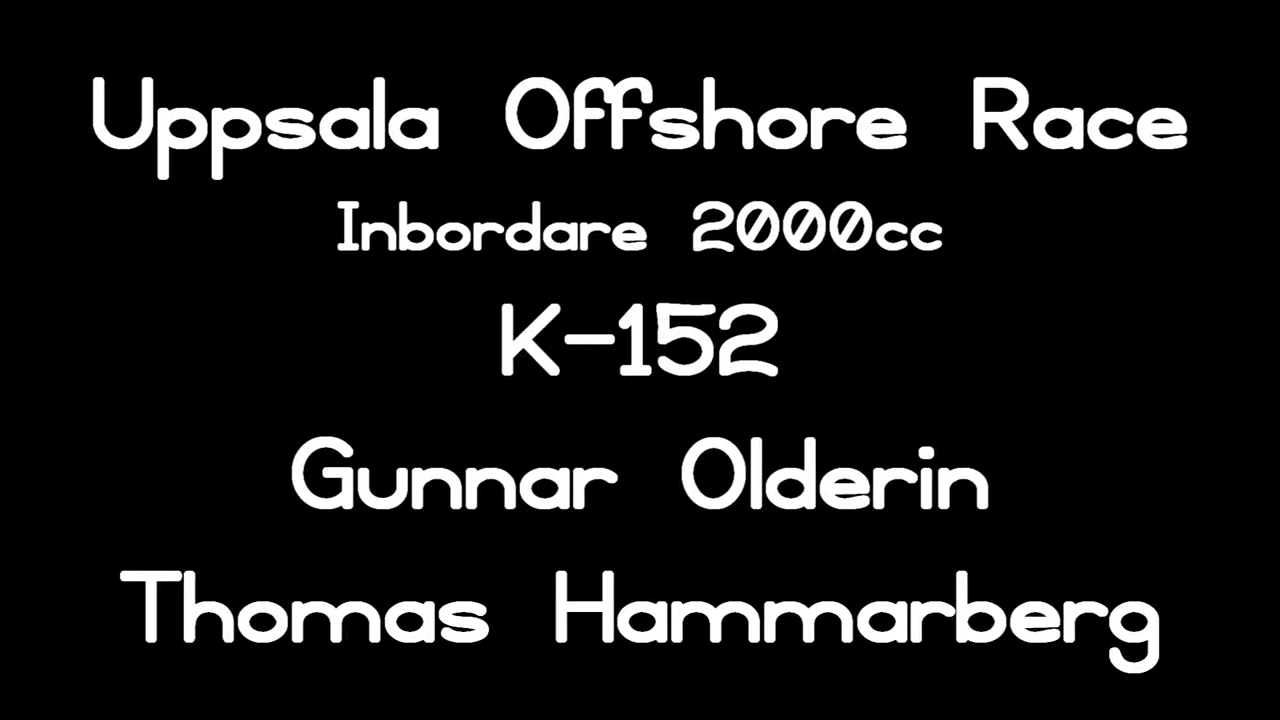 Uppsala Offshore Race
Inbordare 2000cc
K-152
Gunnar Olderin
Thomas Hammarberg